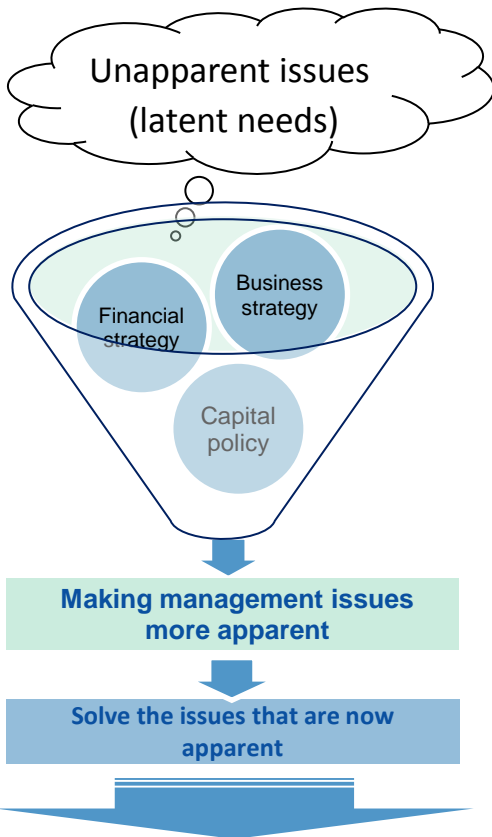 Unapparent issues
(latent needs)
Business
strategy
Financial
strategy
Capital
policy
Making management issues
more apparent
Solve the issues that are now
apparent